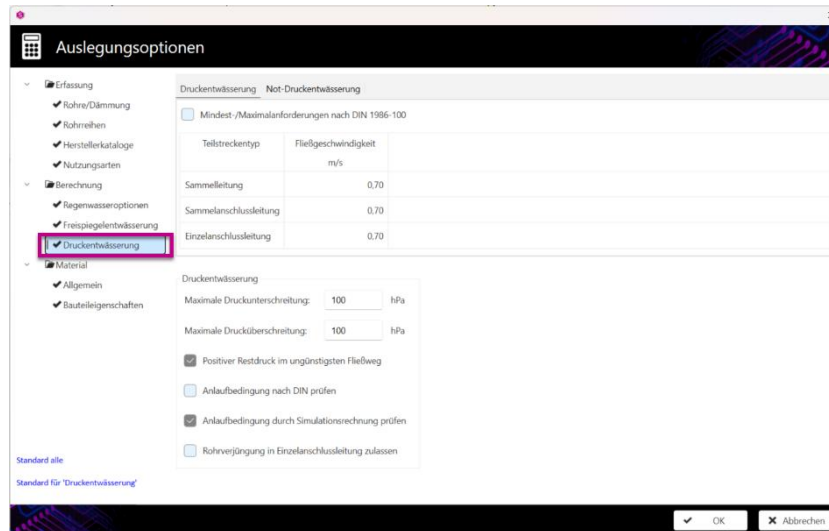 Auslegungsoptionen
Erfassung
Rohre/Dämmung
Rohrreihen
Herstellerkataloge
Nutzungsarten
Berechnung
Regenwasseroptionen
Freispiegelentwässerung
Druckentwässerung
Material
Allgemein
Bauteileigenschaften
Standard alle
Standard für 'Druckentwässerung'
Druckentwässerung Not-Druckentwässerung
Mindest-/Maximalanforderungen nach DIN 1986-100
Teilstreckentyp Fließgeschwindigkeit
m/s
Sammelleitung 0,70
Sammelanschlussleitung 0,70
Einzelanschlussleitung 0,70
Druckentwässerung
Maximale Druckunterschreitung: 100 hPa
Maximale Drucküberschreitung: 100 hPa
Positiver Restdruck im ungünstigsten Fließweg
Anlaufbedingung nach DIN prüfen
Anlaufbedingung durch Simulationsrechnung prüfen
Rohrverjüngung in Einzelanschlussleitung zulassen
OK Abbrechen